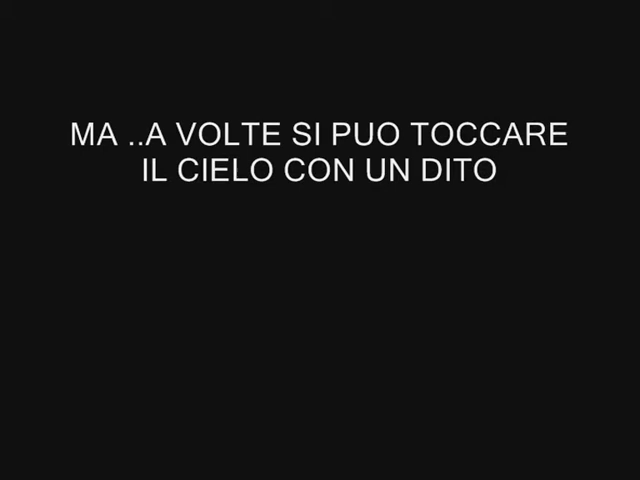 MA ..A VOLTE SI PUO TOCCARE
IL CIELO CON UN DITO